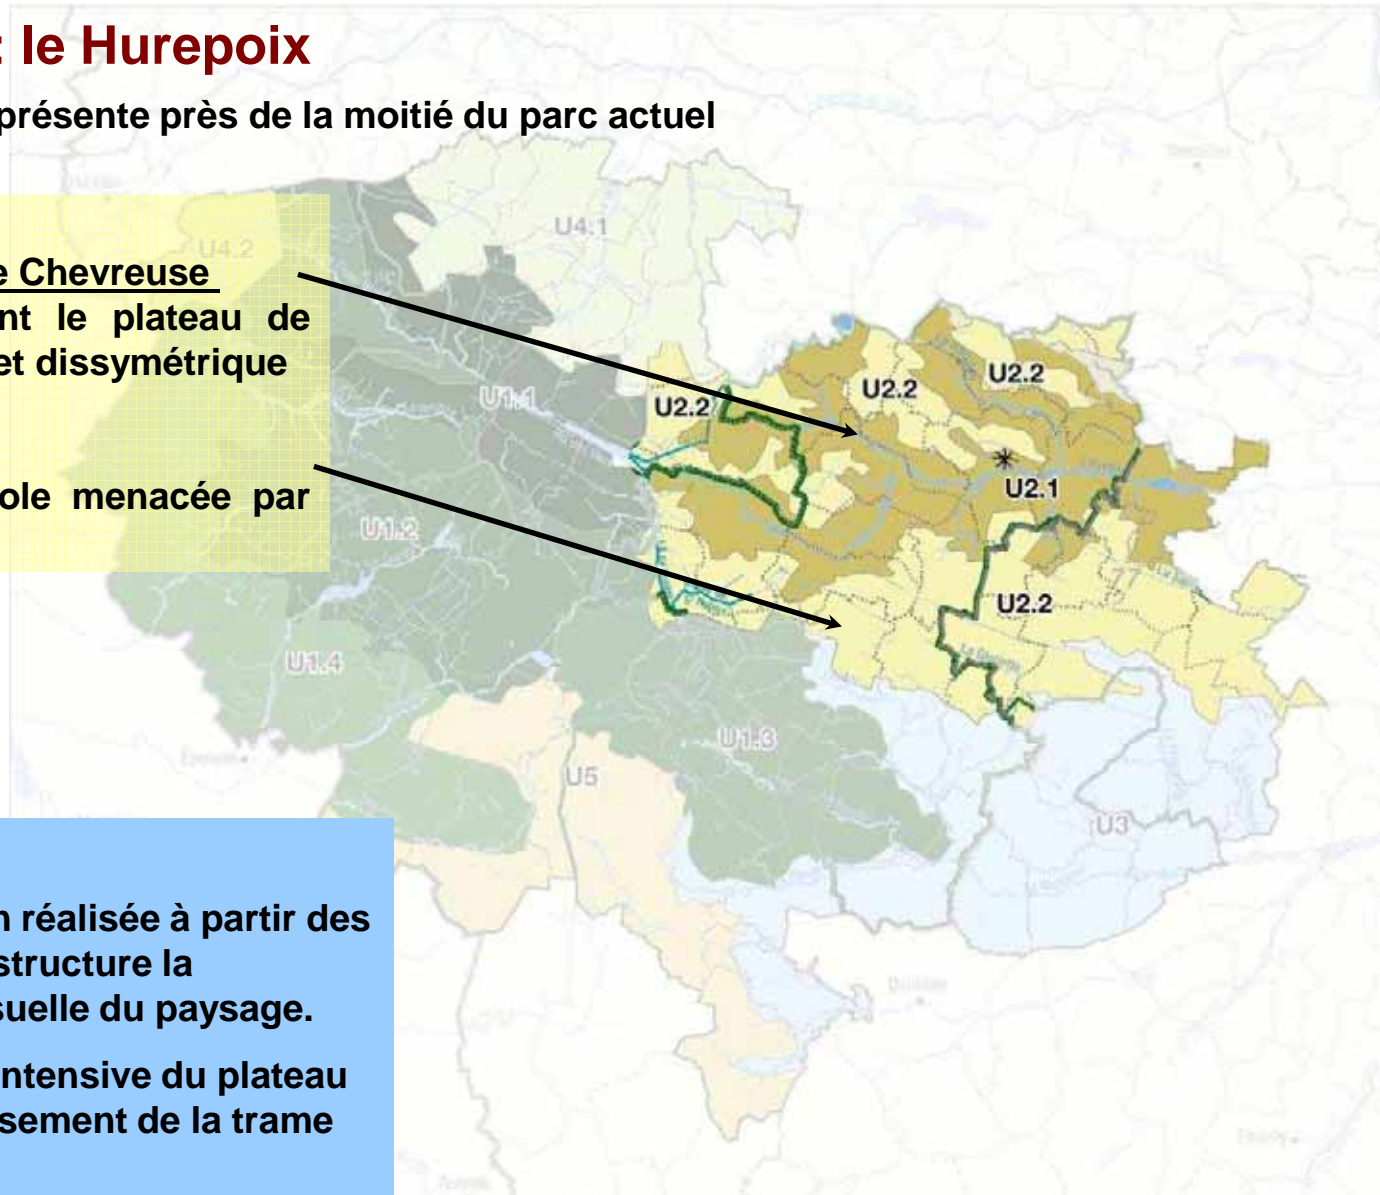 : le Hurepoix
présente près de la moitié du parc actuel
e Chevreuse
nt le plateau de
et dissymétrique
ole menacée par
n réalisée à partir des
structure la
suelle du paysage.
ntensive du plateau
sement de la trame
U4.2
U4.1
U1.1
U2.2
U2.2
U2.2
U2.1
U1.2
U2.2
U1.4
U1.3
U5
U3